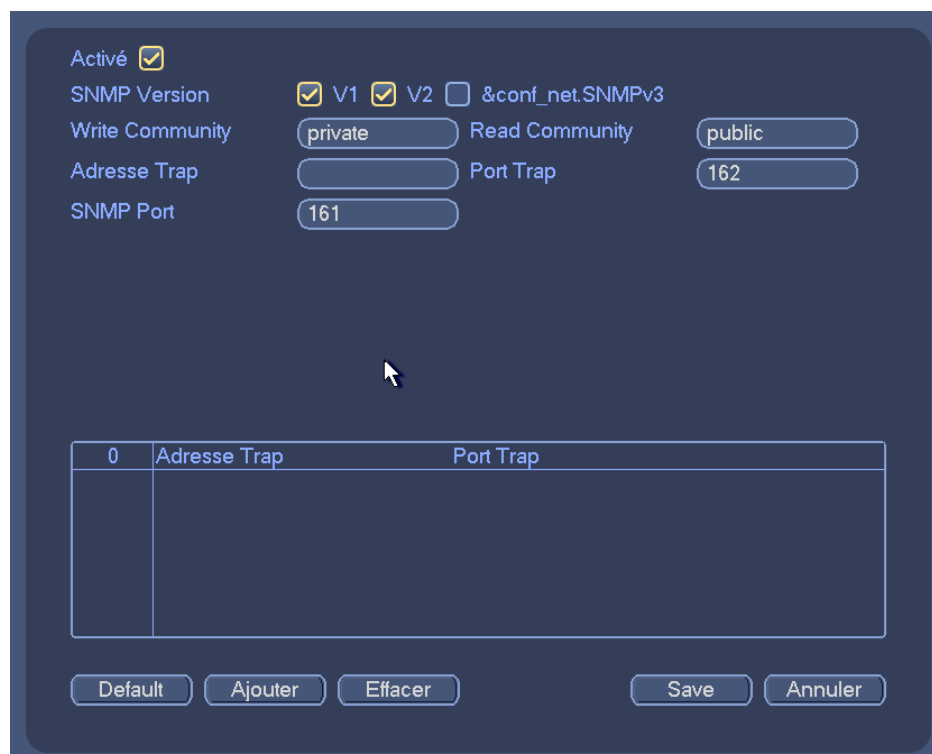 Activé
SNMP Version V1 V2 &conf_net.SNMPv3
Write Community private Read Community public
Adresse Trap Port Trap 162
SNMP Port 161
0 Adresse Trap Port Trap
Default Ajouter Effacer Save Annuler